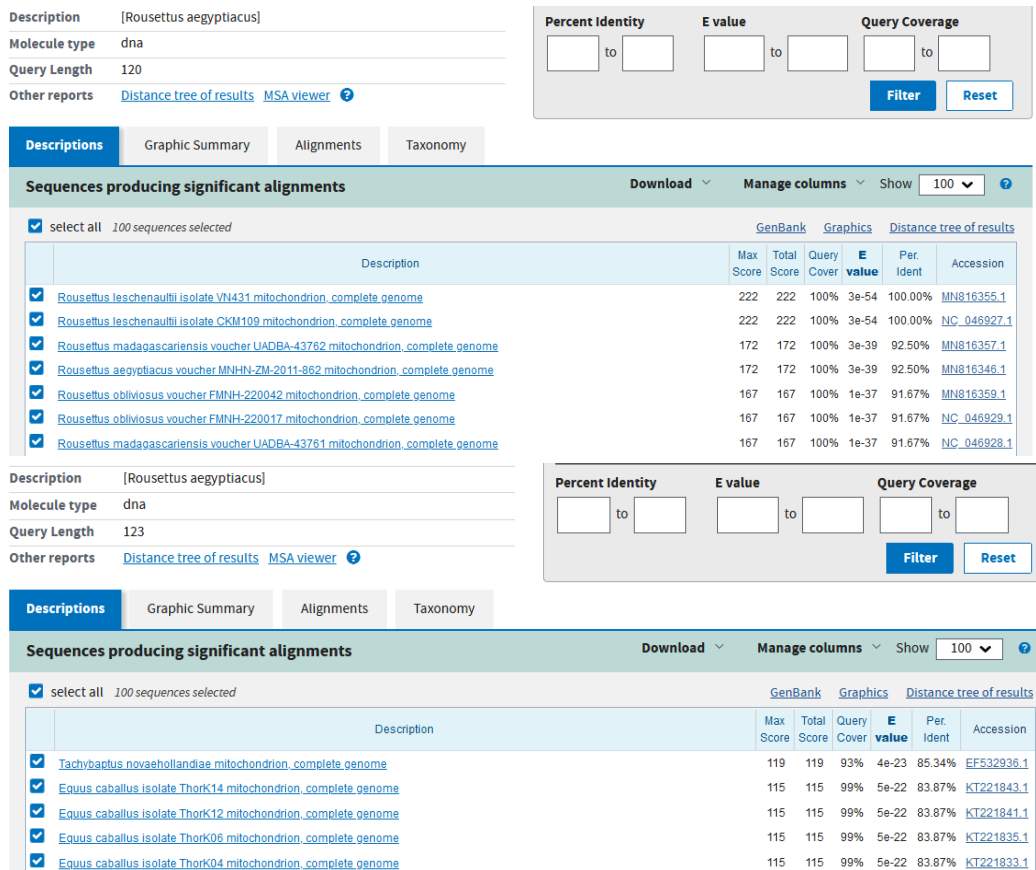 Description [Rousettus aegyptiacus]
Molecule type dna
Query Length 120
Other reports Distance tree of results MSA viewer ?
Percent Identity E value Query Coverage
to to to
Filter Reset
Descriptions Graphic Summary Alignments Taxonomy
Sequences producing significant alignments Download Manage columns Show 100 ?
select all 100 sequences selected GenBank Graphics Distance tree of results
Description Max Score Total Score Query Cover E value Per. Ident Accession
Rousettus leschenaultii isolate VN431 mitochondrion, complete genome 222 222 100% 3e-54 100.00% MN816355.1
Rousettus leschenaultii isolate CKM109 mitochondrion, complete genome 222 222 100% 3e-54 100.00% NC_046927.1
Rousettus madagascariensis voucher UADBA-43762 mitochondrion, complete genome 172 172 100% 3e-39 92.50% MN816357.1
Rousettus aegyptiacus voucher MNHN-ZM-2011-862 mitochondrion, complete genome 172 172 100% 3e-39 92.50% MN816346.1
Rousettus obliviosus voucher FMNH-220042 mitochondrion, complete genome 167 167 100% 1e-37 91.67% MN816359.1
Rousettus obliviosus voucher FMNH-220017 mitochondrion, complete genome 167 167 100% 1e-37 91.67% NC_046929.1
Rousettus madagascariensis voucher UADBA-43761 mitochondrion, complete genome 167 167 100% 1e-37 91.67% NC_046928.1
Description [Rousettus aegyptiacus]
Molecule type dna
Query Length 123
Other reports Distance tree of results MSA viewer ?
Percent Identity E value Query Coverage
to to to
Filter Reset
Descriptions Graphic Summary Alignments Taxonomy
Sequences producing significant alignments Download Manage columns Show 100 ?
select all 100 sequences selected GenBank Graphics Distance tree of results
Description Max Score Total Score Query Cover E value Per. Ident Accession
Tachybaptus novaehollandiae mitochondrion, complete genome 119 119 93% 4e-23 85.34% EF532936.1
Equus caballus isolate ThorK14 mitochondrion, complete genome 115 115 99% 5e-22 83.87% KT221843.1
Equus caballus isolate ThorK12 mitochondrion, complete genome 115 115 99% 5e-22 83.87% KT221841.1
Equus caballus isolate ThorK06 mitochondrion, complete genome 115 115 99% 5e-22 83.87% KT221835.1
Equus caballus isolate ThorK04 mitochondrion, complete genome 115 115 99% 5e-22 83.87% KT221833.1